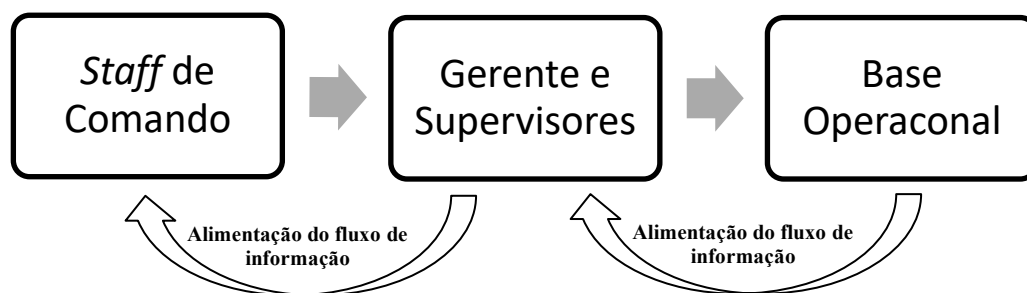 Staff de
Comando
Gerente e
Supervisores
Base
Operaconal
Alimentação do fluxo de
informação
Alimentação do fluxo de
informação